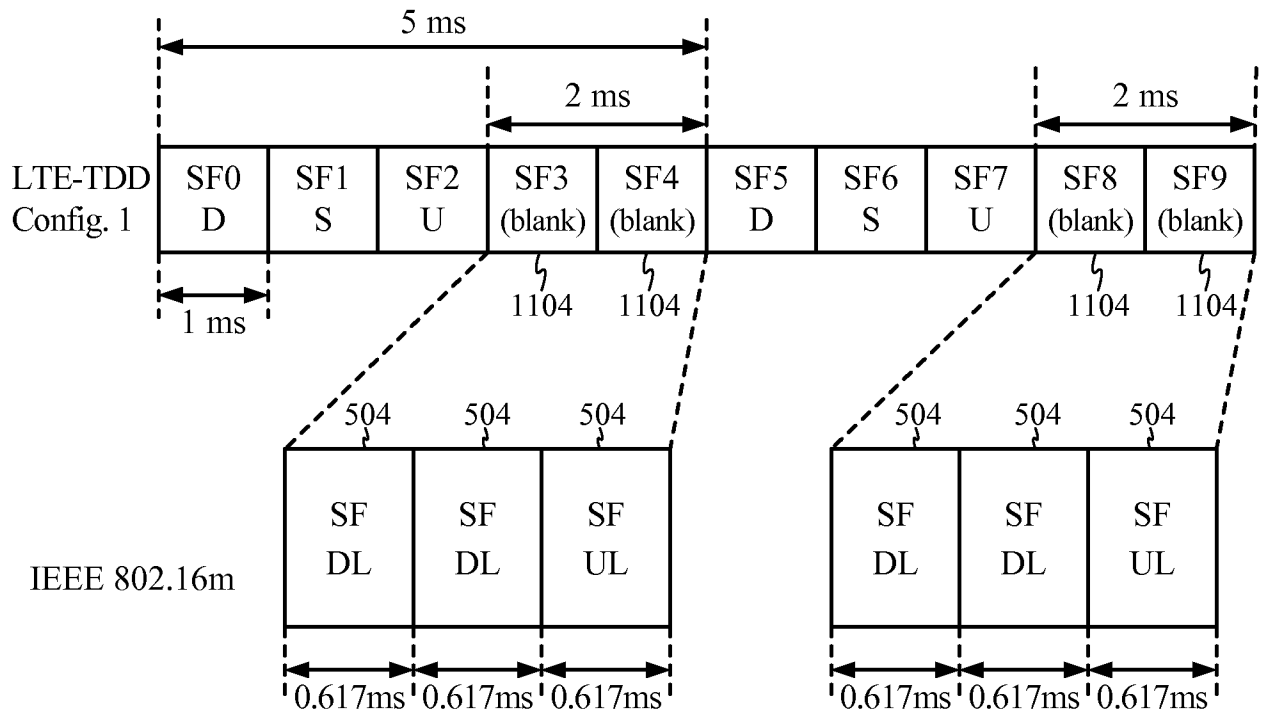 5 ms
2 ms 2 ms
LTE-TDD SF0 SF1 SF2 SF3 SF4 SF5 SF6 SF7 SF8 SF9
Config. 1 D S U (blank) (blank) D S U (blank) (blank)
1 ms 1104 1104 1104 1104
504 504 504 504 504 504
SF SF SF SF SF SF
DL DL UL DL DL UL
IEEE 802.16m
0.617ms 0.617ms 0.617ms 0.617ms 0.617ms 0.617ms